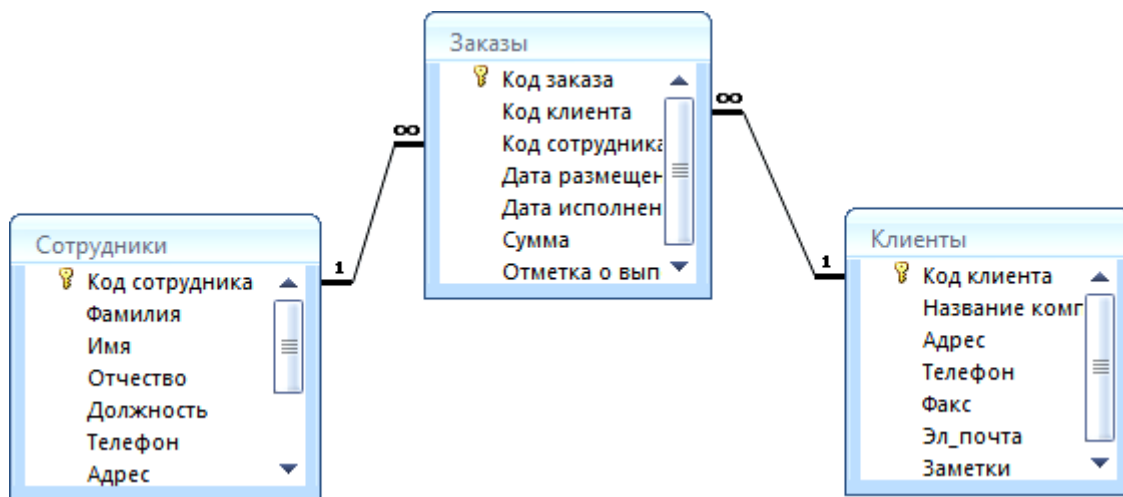 Заказы
Код заказа
Код клиента
Код сотрудника
Дата размещен
Дата исполнен
Сумма
Отметка о вып
∞
∞
Сотрудники
Код сотрудника
Фамилия
Имя
Отчество
Должность
Телефон
Адрес
1
1
Клиенты
Код клиента
Название комп
Адрес
Телефон
Факс
Эл_почта
Заметки